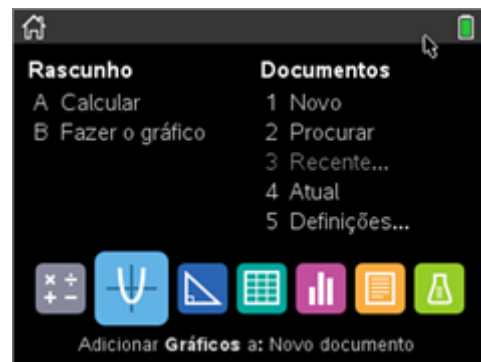 Rascunho
A Calcular
B Fazer o gráfico
Documentos
1 Novo
2 Procurar
3 Recente...
4 Atual
5 Definições...
Adicionar Gráficos a: Novo documento